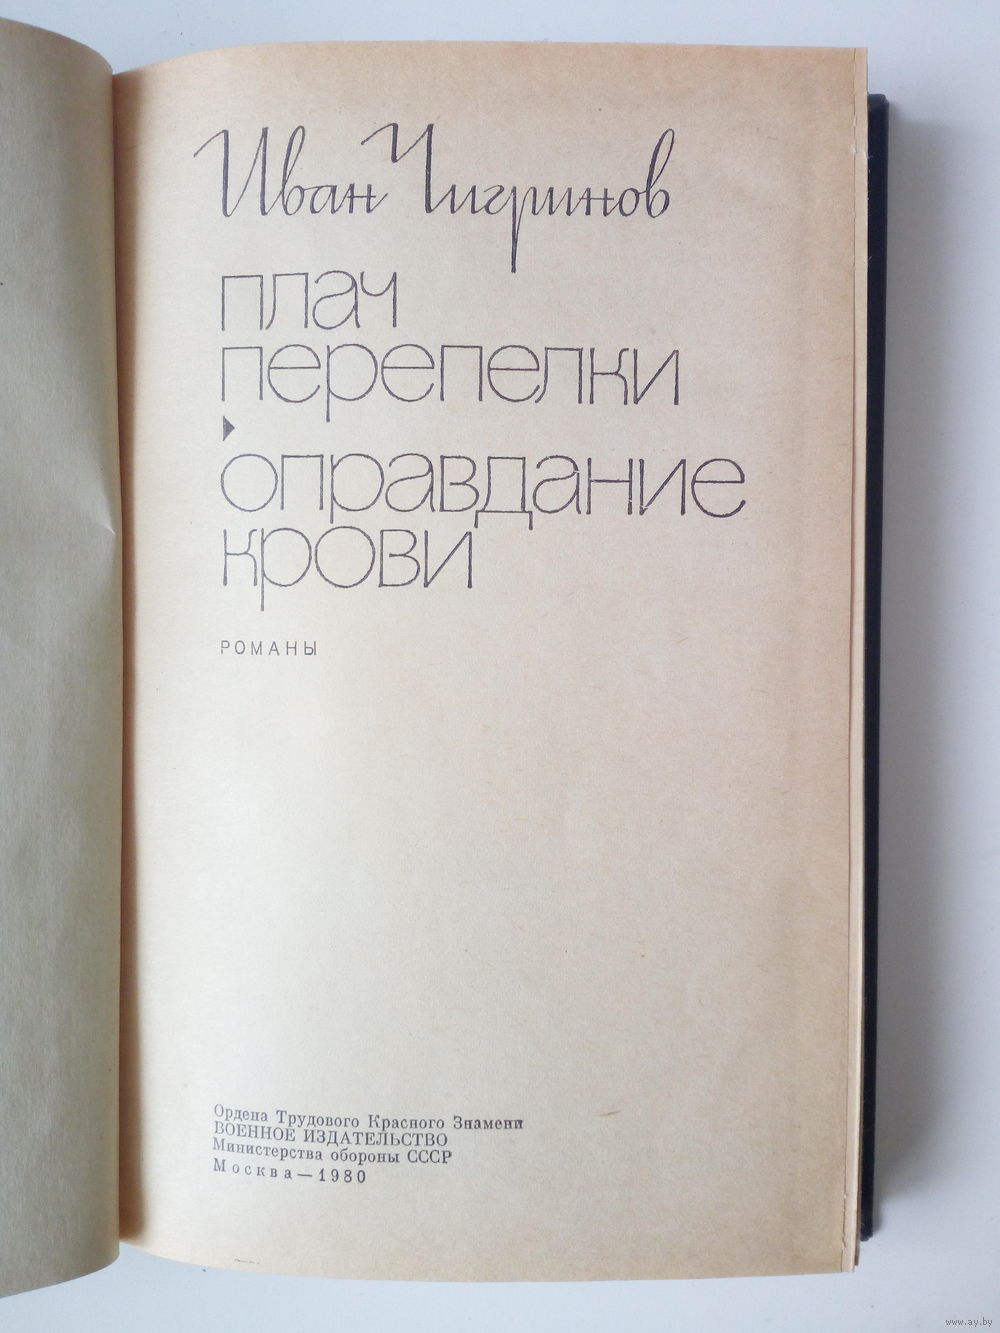 Иван Чигринов
плач
перепелки
оправдание
крови
РОМАНЫ
Ордена Трудового Красного Знамени
ВОЕННОЕ ИЗДАТЕЛЬСТВО
Министерства обороны СССР
Москва — 1980
www.ay.by